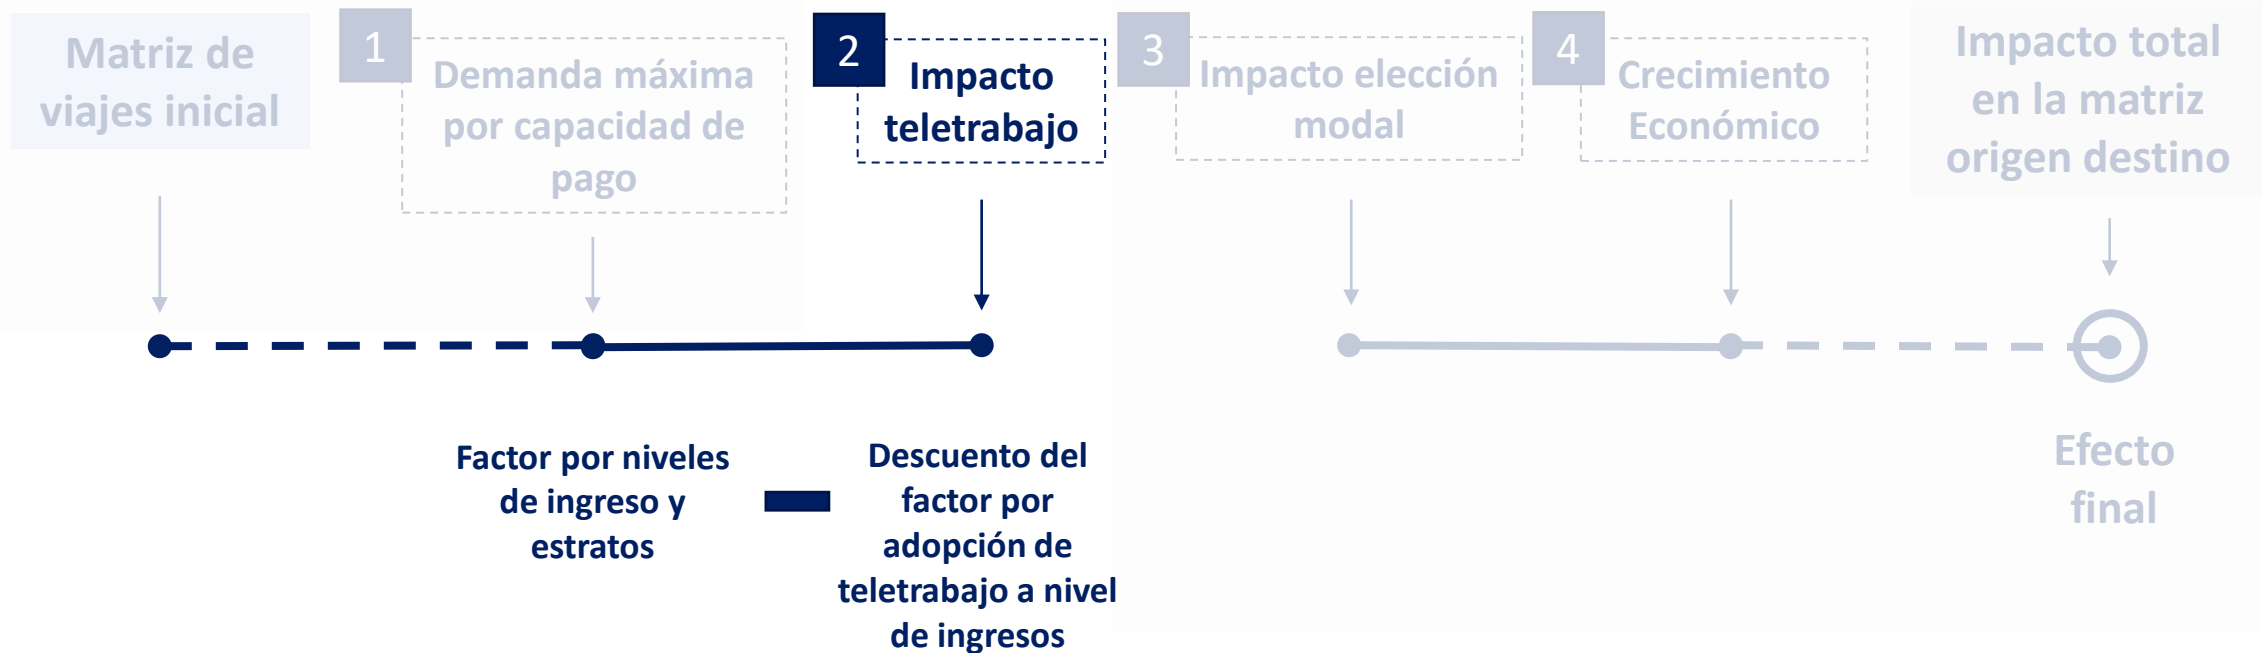 Matriz de
viajes inicial
1
Demanda máxima
por capacidad de
pago
2
Impacto
teletrabajo
3
Impacto elección
modal
4
Crecimiento
Económico
Impacto total
en la matriz
origen destino
Factor por niveles
de ingreso y
estratos
Descuento del
factor por
adopción de
teletrabajo a nivel
de ingresos
Efecto
final